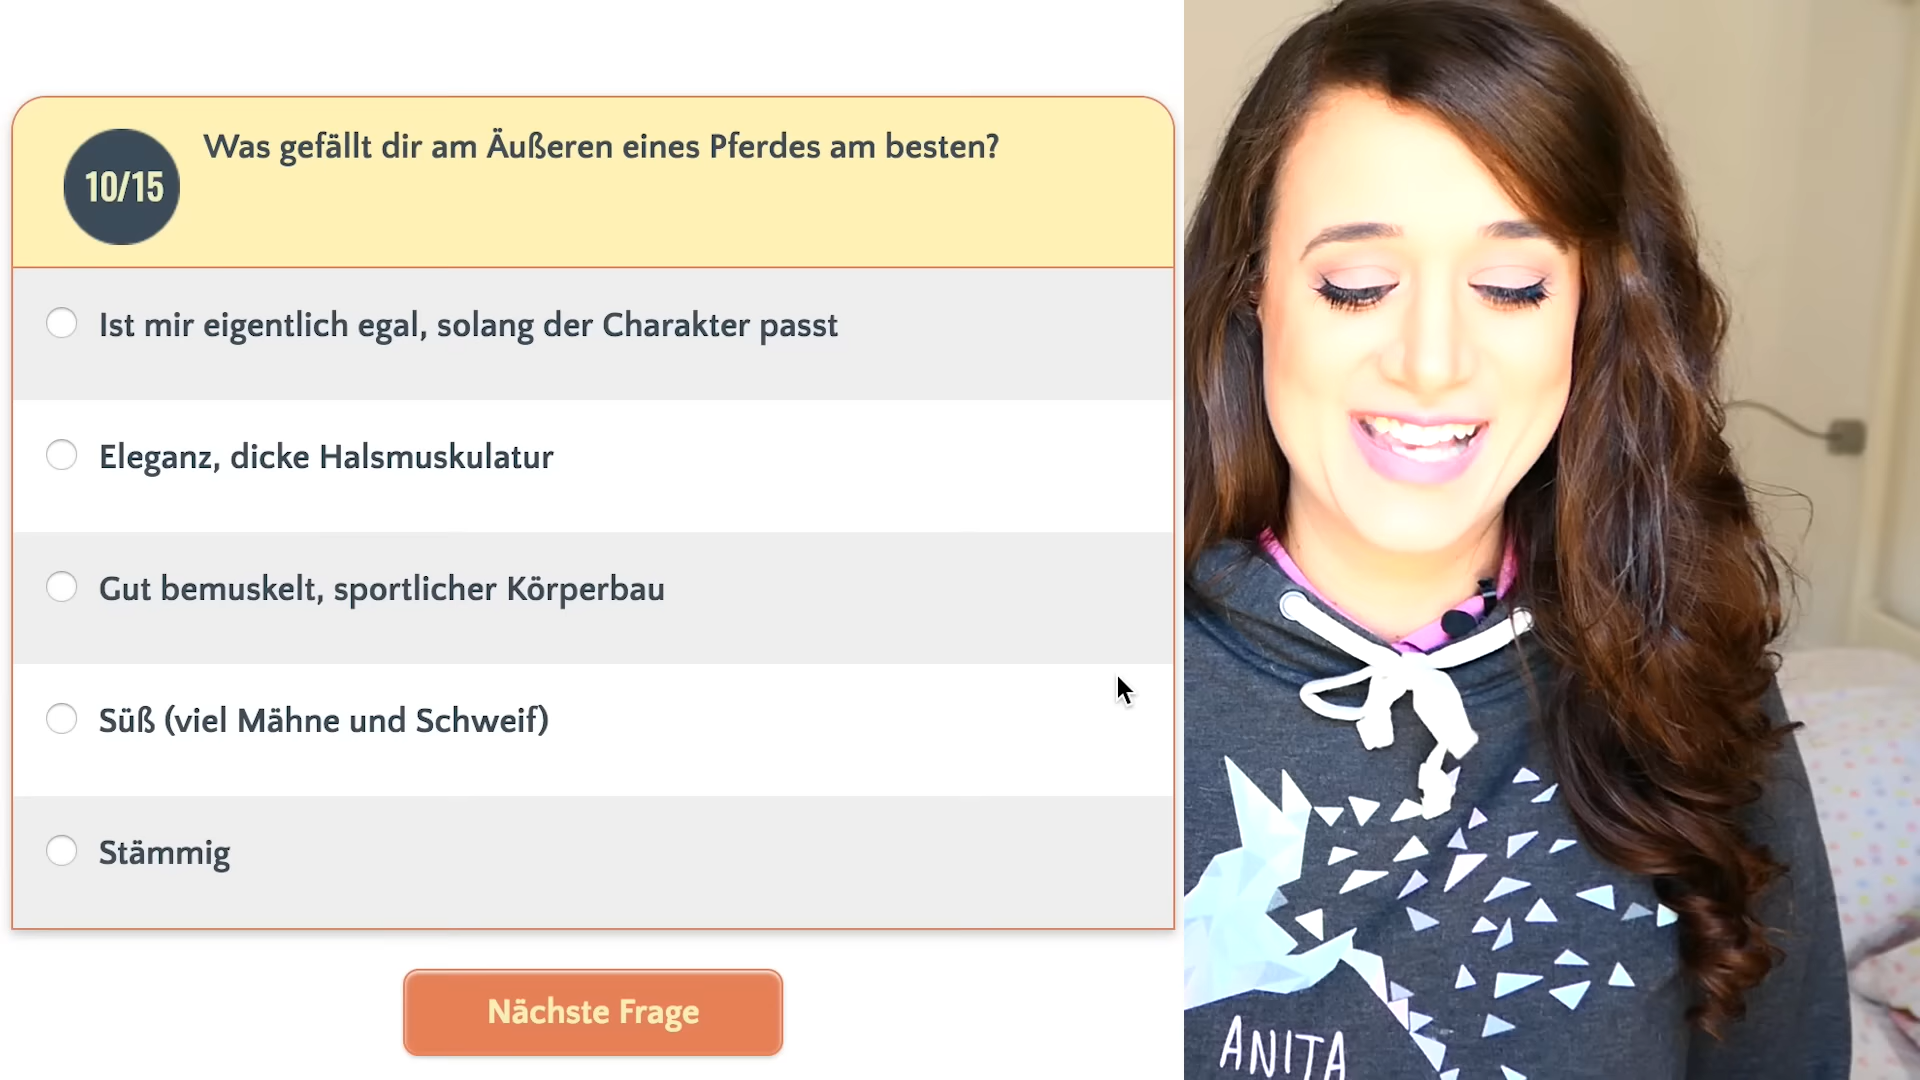 10/15
Was gefällt dir am Äußeren eines Pferdes am besten?
Ist mir eigentlich egal, solang der Charakter passt
Eleganz, dicke Halsmuskulatur
Gut bemuskelt, sportlicher Körperbau
Süß (viel Mähne und Schweif)
Stämmig
Nächste Frage
ANITA